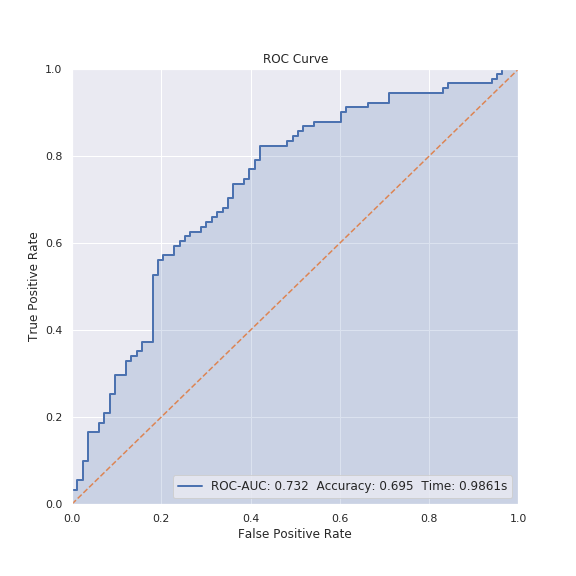 ROC Curve
1.0
0.8
0.6
0.4
0.2
0.0
True Positive Rate
ROC-AUC: 0.732  Accuracy: 0.695  Time: 0.9861s
0.0 0.2 0.4 0.6 0.8 1.0
False Positive Rate